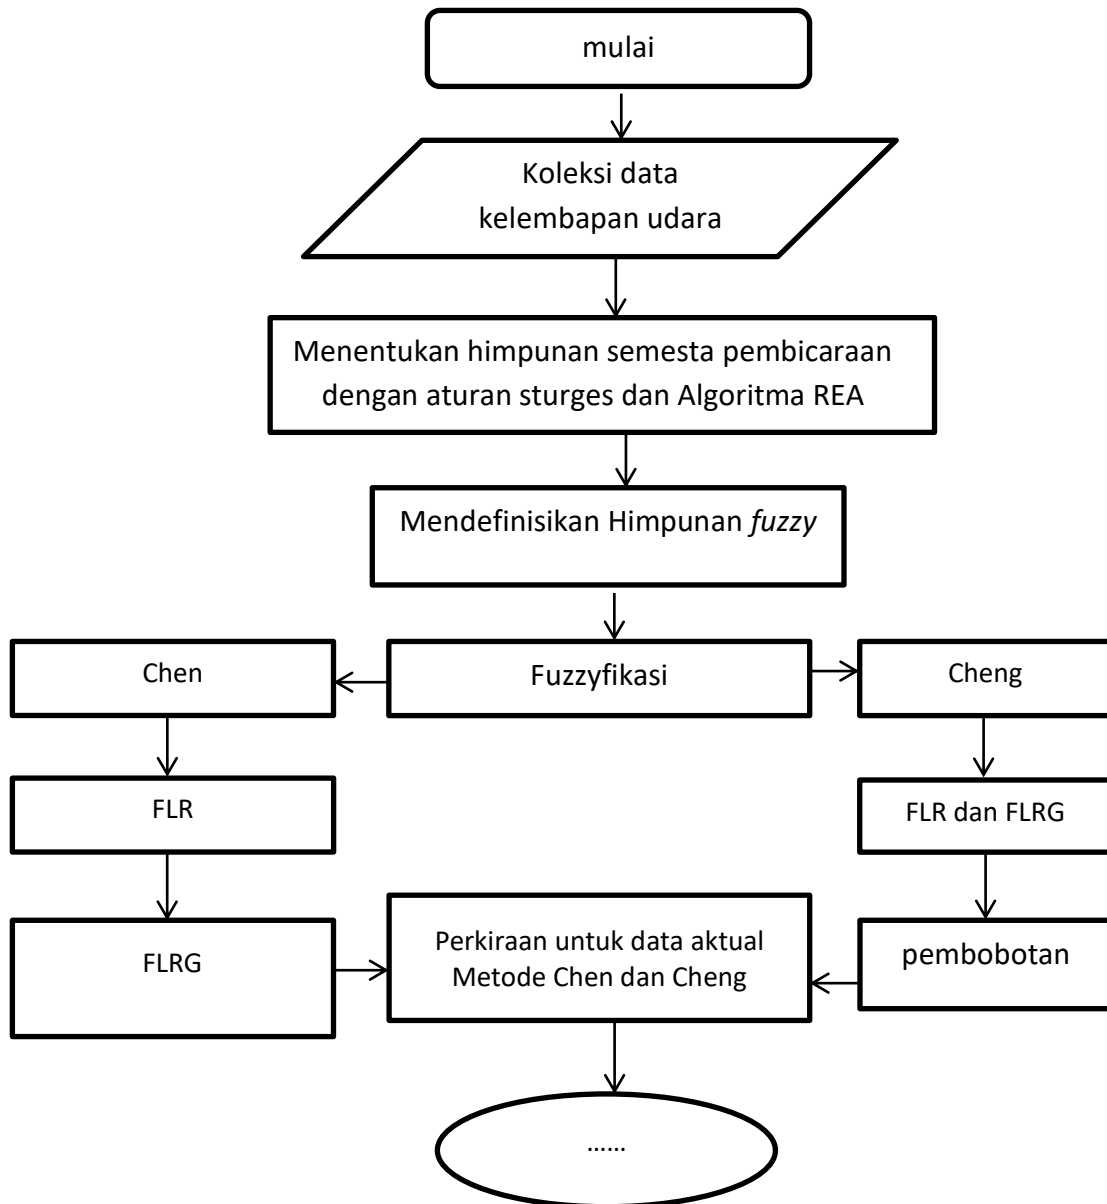 mulai
Koleksi data
kelembapan udara
Menentukan himpunan semesta pembicaraan
dengan aturan sturges dan Algoritma REA
Mendefinisikan Himpunan fuzzy
Chen
Fuzzyfikasi
Cheng
FLR
FLR dan FLRG
FLRG
Perkiraan untuk data aktual
Metode Chen dan Cheng
pembobotan
......